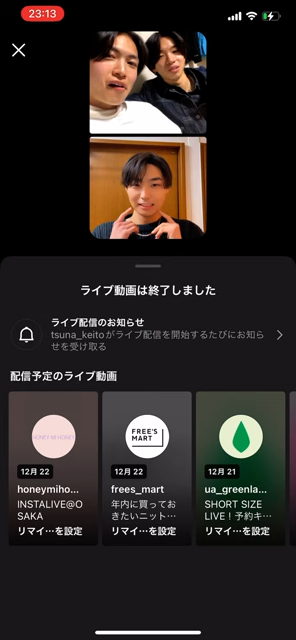 23:13
ライブ動画は終了しました
ライブ配信のお知らせ
tsuna_keitoがライブ配信を開始するたびにお知ら
せを受け取る
配信予定のライブ動画
HONEY MI HONEY
FREE'S
MART
12月 22
12月 22
12月 21
honeymiho...
frees_mart
ua_greenla...
INSTALIVE@O
SAKA
年内に買ってお
きたいニット…
SHORT SIZE
LIVE！予約キ…
リマイ…を設定
リマイ…を設定
リマイ…を設定